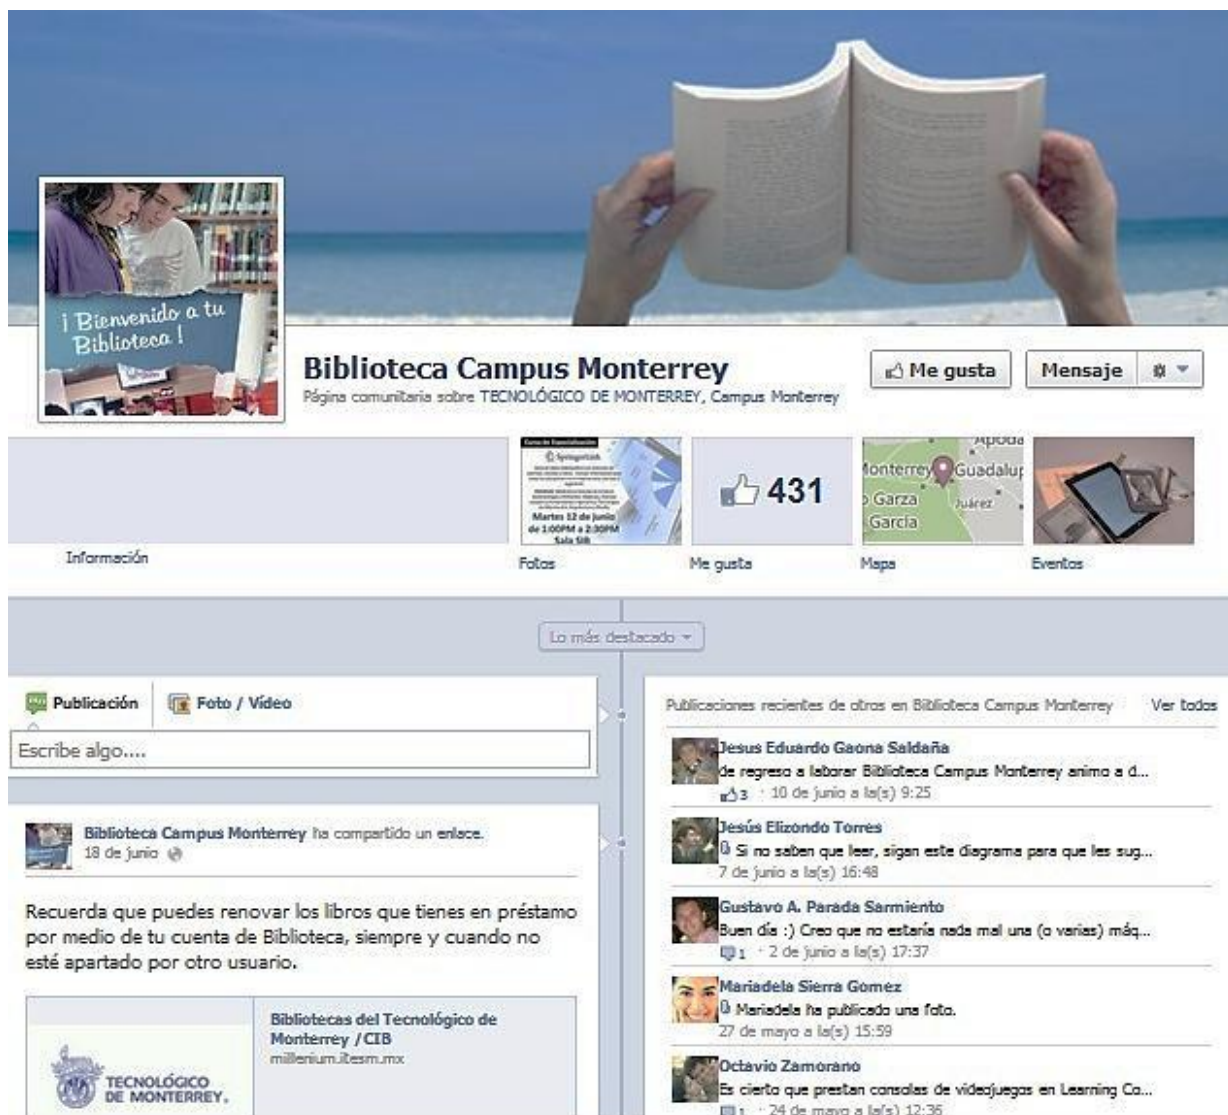 ¡ Bienvenido a tu
Biblioteca !
Biblioteca Campus Monterrey
Página comunitaria sobre TECNOLÓGICO DE MONTERREY, Campus Monterrey
Me gusta
Mensaje
Información
Curso de Especialización
SpringerLink
Martes 12 de junio
de 1:00PM a 2:30PM
Sala SIB
Fotos
431
Me gusta
Apoda
Monterrey
Guadalup
Garza
García
Juárez
Mapa
Eventos
Lo más destacado
Publicación
Foto / Vídeo
Escribe algo....
Biblioteca Campus Monterrey ha compartido un enlace.
18 de junio
Recuerda que puedes renovar los libros que tienes en préstamo
por medio de tu cuenta de Biblioteca, siempre y cuando no
esté apartado por otro usuario.
Bibliotecas del Tecnológico de
Monterrey /CIB
millenium.itesm.mx
TECNOLÓGICO
DE MONTERREY.
Publicaciones recientes de otros en Biblioteca Campus Monterrey
Ver todos
Jesus Eduardo Gaona Saldaña
de regreso a laborar Biblioteca Campus Monterrey animo a d...
3 · 10 de junio a la(s) 9:25
Jesús Elizondo Torres
Si no saben que leer, sigan este diagrama para que les sug...
7 de junio a la(s) 16:48
Gustavo A. Parada Sarmiento
Buen día :) Creo que no estaría nada mal una (o varias) máq...
1 · 2 de junio a la(s) 17:37
Mariadela Sierra Gomez
Mariadela ha publicado una foto.
27 de mayo a la(s) 15:59
Octavio Zamorano
Es cierto que prestan consolas de videojuegos en Learning Co...
1 · 24 de mayo a la(s) 12:36